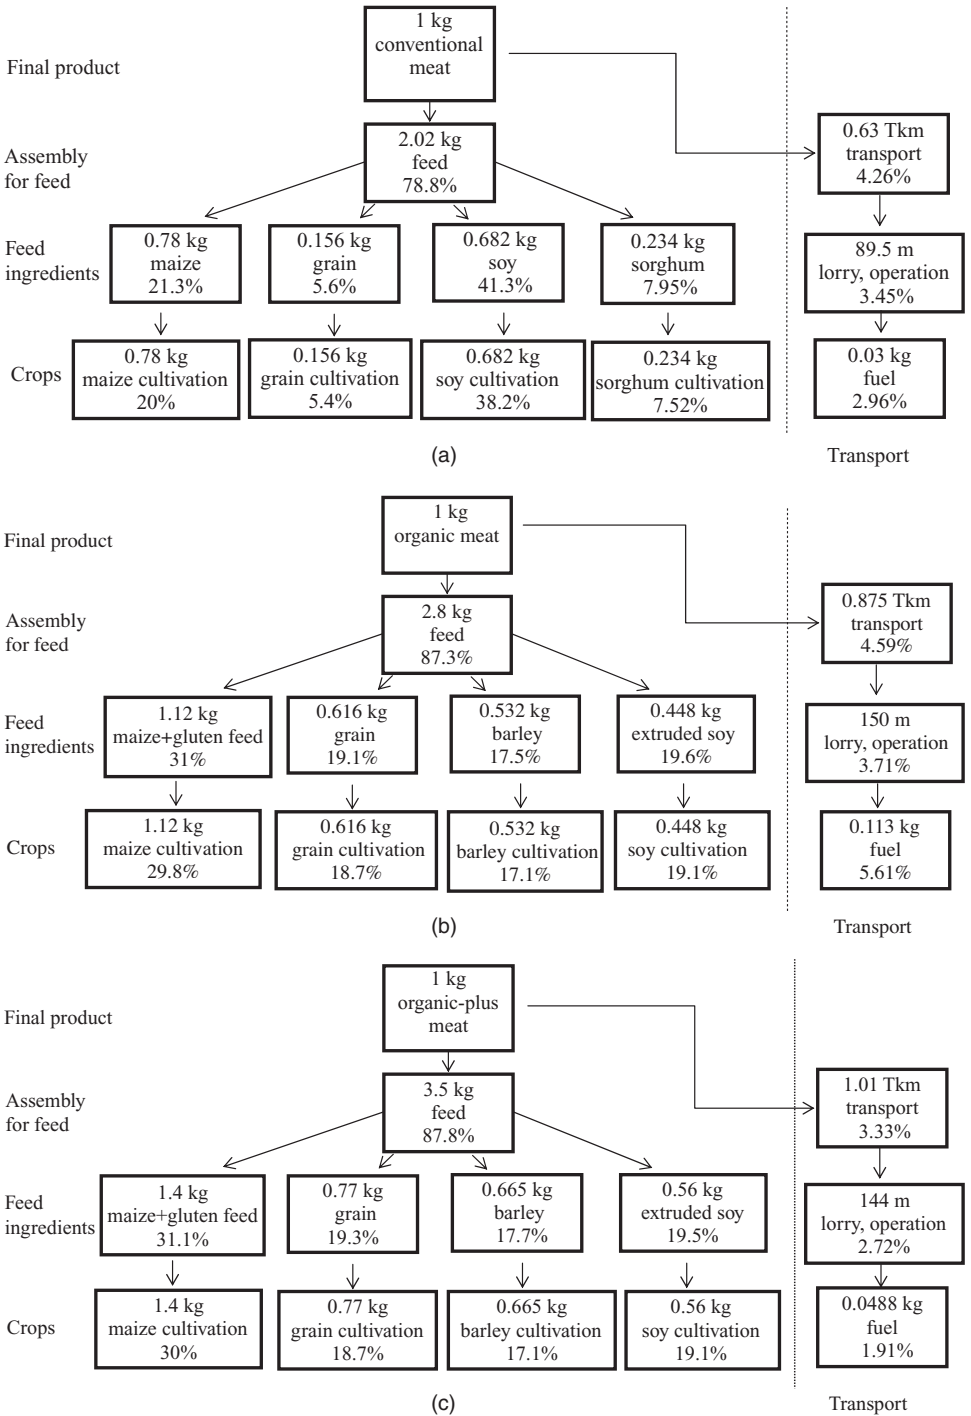 1 kg
conventional
meat
Final product
2.02 kg
feed
78.8%
Assembly
for feed
0.63 Tkm
transport
4.26%
Feed
ingredients
0.78 kg
maize
21.3%
0.156 kg
grain
5.6%
0.682 kg
soy
41.3%
0.234 kg
sorghum
7.95%
89.5 m
lorry, operation
3.45%
Crops
0.78 kg
maize cultivation
20%
0.156 kg
grain cultivation
5.4%
0.682 kg
soy cultivation
38.2%
0.234 kg
sorghum cultivation
7.52%
0.03 kg
fuel
2.96%
(a)
Transport
1 kg
organic meat
Final product
2.8 kg
feed
87.3%
Assembly
for feed
0.875 Tkm
transport
4.59%
Feed
ingredients
1.12 kg
maize+gluten feed
31%
0.616 kg
grain
19.1%
0.532 kg
barley
17.5%
0.448 kg
extruded soy
19.6%
150 m
lorry, operation
3.71%
Crops
1.12 kg
maize cultivation
29.8%
0.616 kg
grain cultivation
18.7%
0.532 kg
barley cultivation
17.1%
0.448 kg
soy cultivation
19.1%
0.113 kg
fuel
5.61%
(b)
Transport
1 kg
organic-plus
meat
Final product
3.5 kg
feed
87.8%
Assembly
for feed
1.01 Tkm
transport
3.33%
Feed
ingredients
1.4 kg
maize+gluten feed
31.1%
0.77 kg
grain
19.3%
0.665 kg
barley
17.7%
0.56 kg
extruded soy
19.5%
144 m
lorry, operation
2.72%
Crops
1.4 kg
maize cultivation
30%
0.77 kg
grain cultivation
18.7%
0.665 kg
barley cultivation
17.1%
0.56 kg
soy cultivation
19.1%
0.0488 kg
fuel
1.91%
(c)
Transport